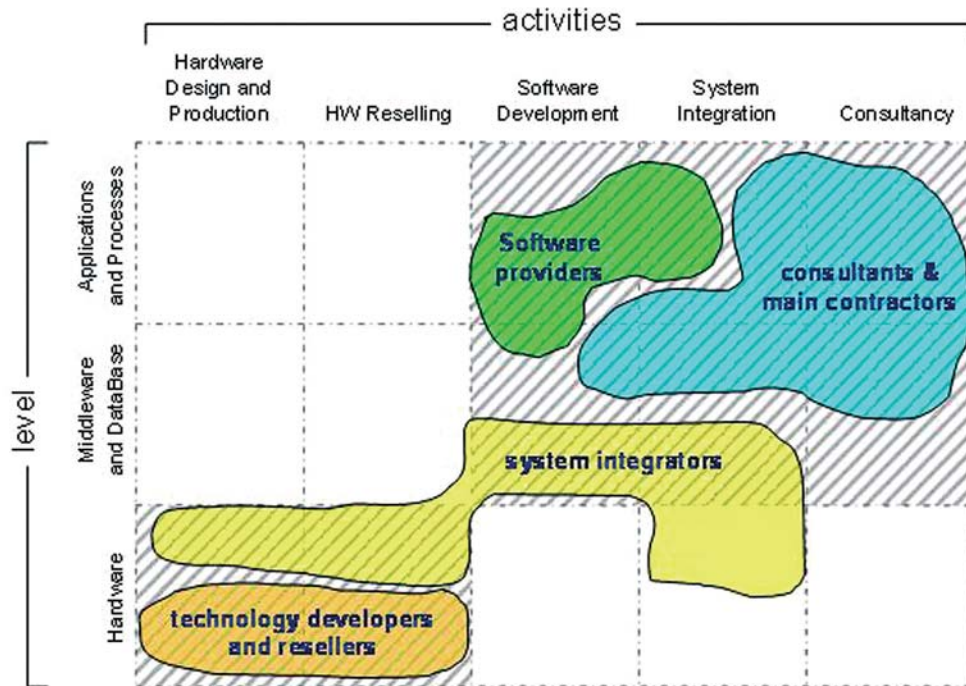 activities
Hardware
Design and
Production
HW Reselling
Software
Development
System
Integration
Consultancy
level
Applications
and Processes
Middleware
and DataBase
Hardware
Software
providers
consultants &
main contractors
system integrators
technology developers
and resellers